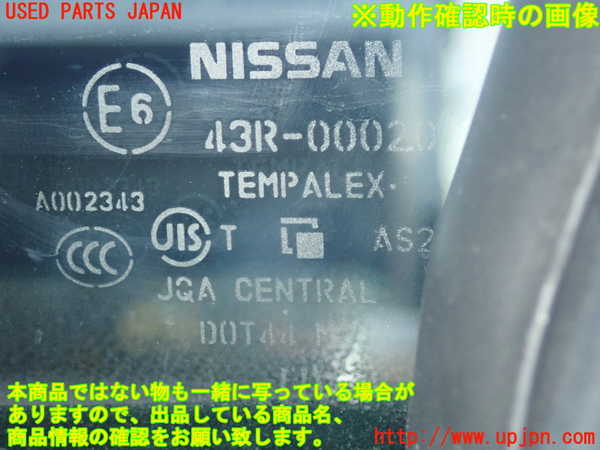 USED PARTS JAPAN
※動作確認時の画像
NISSAN
E6
43R-00020
TEMPALEX
A002343
CCC
JIS T
AS2
JQA CENTRAL
DOT44
本商品ではない物も一緒に写っている場合が
ありますので、出品している商品名、
商品情報の確認をお願い致します。
http://www.upjpn.com/